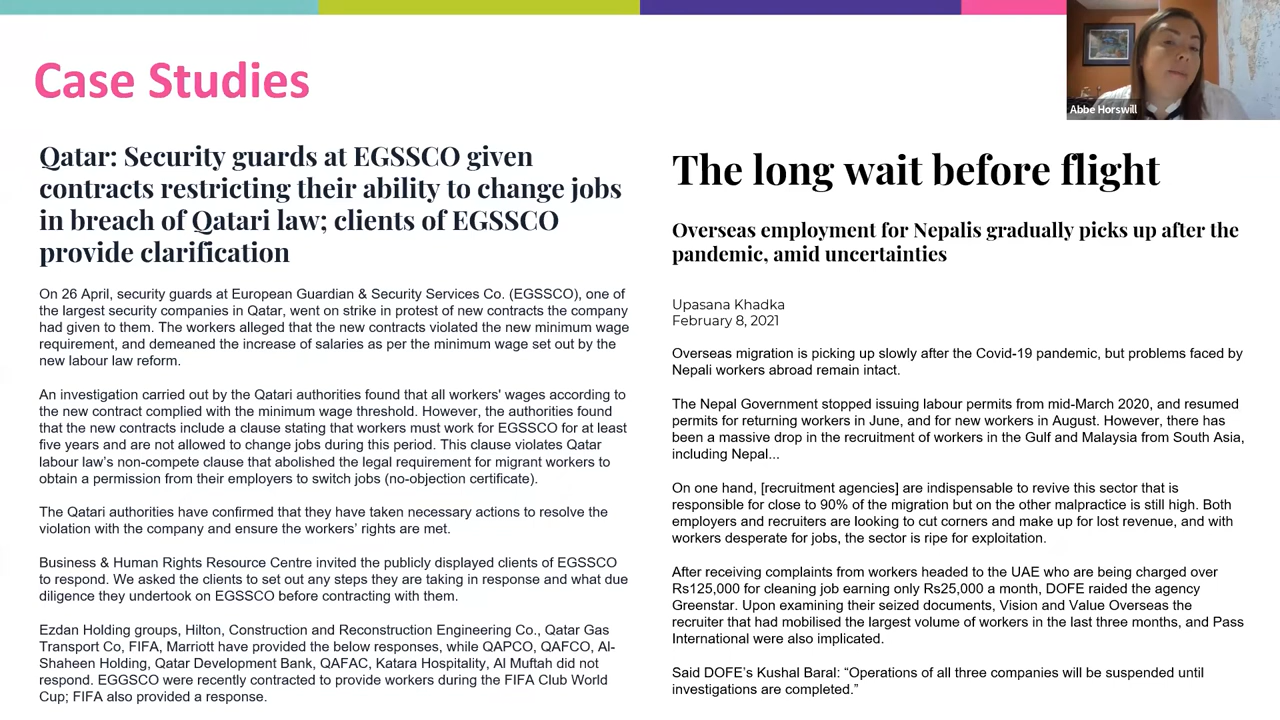 Case Studies
Abbe Horswill
Qatar: Security guards at EGSSCO given
contracts restricting their ability to change jobs
in breach of Qatari law; clients of EGSSCO
provide clarification
On 26 April, security guards at European Guardian & Security Services Co. (EGSSCO), one of
the largest security companies in Qatar, went on strike in protest of new contracts the company
had given to them. The workers alleged that the new contracts violated the new minimum wage
requirement, and demeaned the increase of salaries as per the minimum wage set out by the
new labour law reform.
An investigation carried out by the Qatari authorities found that all workers' wages according to
the new contract complied with the minimum wage threshold. However, the authorities found
that the new contracts include a clause stating that workers must work for EGSSCO for at least
five years and are not allowed to change jobs during this period. This clause violates Qatar
labour law's non-compete clause that abolished the legal requirement for migrant workers to
obtain a permission from their employers to switch jobs (no-objection certificate).
The Qatari authorities have confirmed that they have taken necessary actions to resolve the
violation with the company and ensure the workers' rights are met.
Business & Human Rights Resource Centre invited the publicly displayed clients of EGSSCO
to respond. We asked the clients to set out any steps they are taking in response and what due
diligence they undertook on EGSSCO before contracting with them.
Ezdan Holding groups, Hilton, Construction and Reconstruction Engineering Co., Qatar Gas
Transport Co, FIFA, Marriott have provided the below responses, while QAPCO, QAFCO, Al-
Shaheen Holding, Qatar Development Bank, QAFAC, Katara Hospitality, Al Muftah did not
respond. EGGSCO were recently contracted to provide workers during the FIFA Club World
Cup; FIFA also provided a response.
The long wait before flight
Overseas employment for Nepalis gradually picks up after the
pandemic, amid uncertainties
Upasana Khadka
February 8, 2021
Overseas migration is picking up slowly after the Covid-19 pandemic, but problems faced by
Nepali workers abroad remain intact.
The Nepal Government stopped issuing labour permits from mid-March 2020, and resumed
permits for returning workers in June, and for new workers in August. However, there has
been a massive drop in the recruitment of workers in the Gulf and Malaysia from South Asia,
including Nepal...
On one hand, [recruitment agencies] are indispensable to revive this sector that is
responsible for close to 90% of the migration but on the other malpractice is still high. Both
employers and recruiters are looking to cut corners and make up for lost revenue, and with
workers desperate for jobs, the sector is ripe for exploitation.
After receiving complaints from workers headed to the UAE who are being charged over
Rs125,000 for cleaning job earning only Rs25,000 a month, DOFE raided the agency
Greenstar. Upon examining their seized documents, Vision and Value Overseas the
recruiter that had mobilised the largest volume of workers in the last three months, and Pass
International were also implicated.
Said DOFE's Kushal Baral: “Operations of all three companies will be suspended until
investigations are completed.”